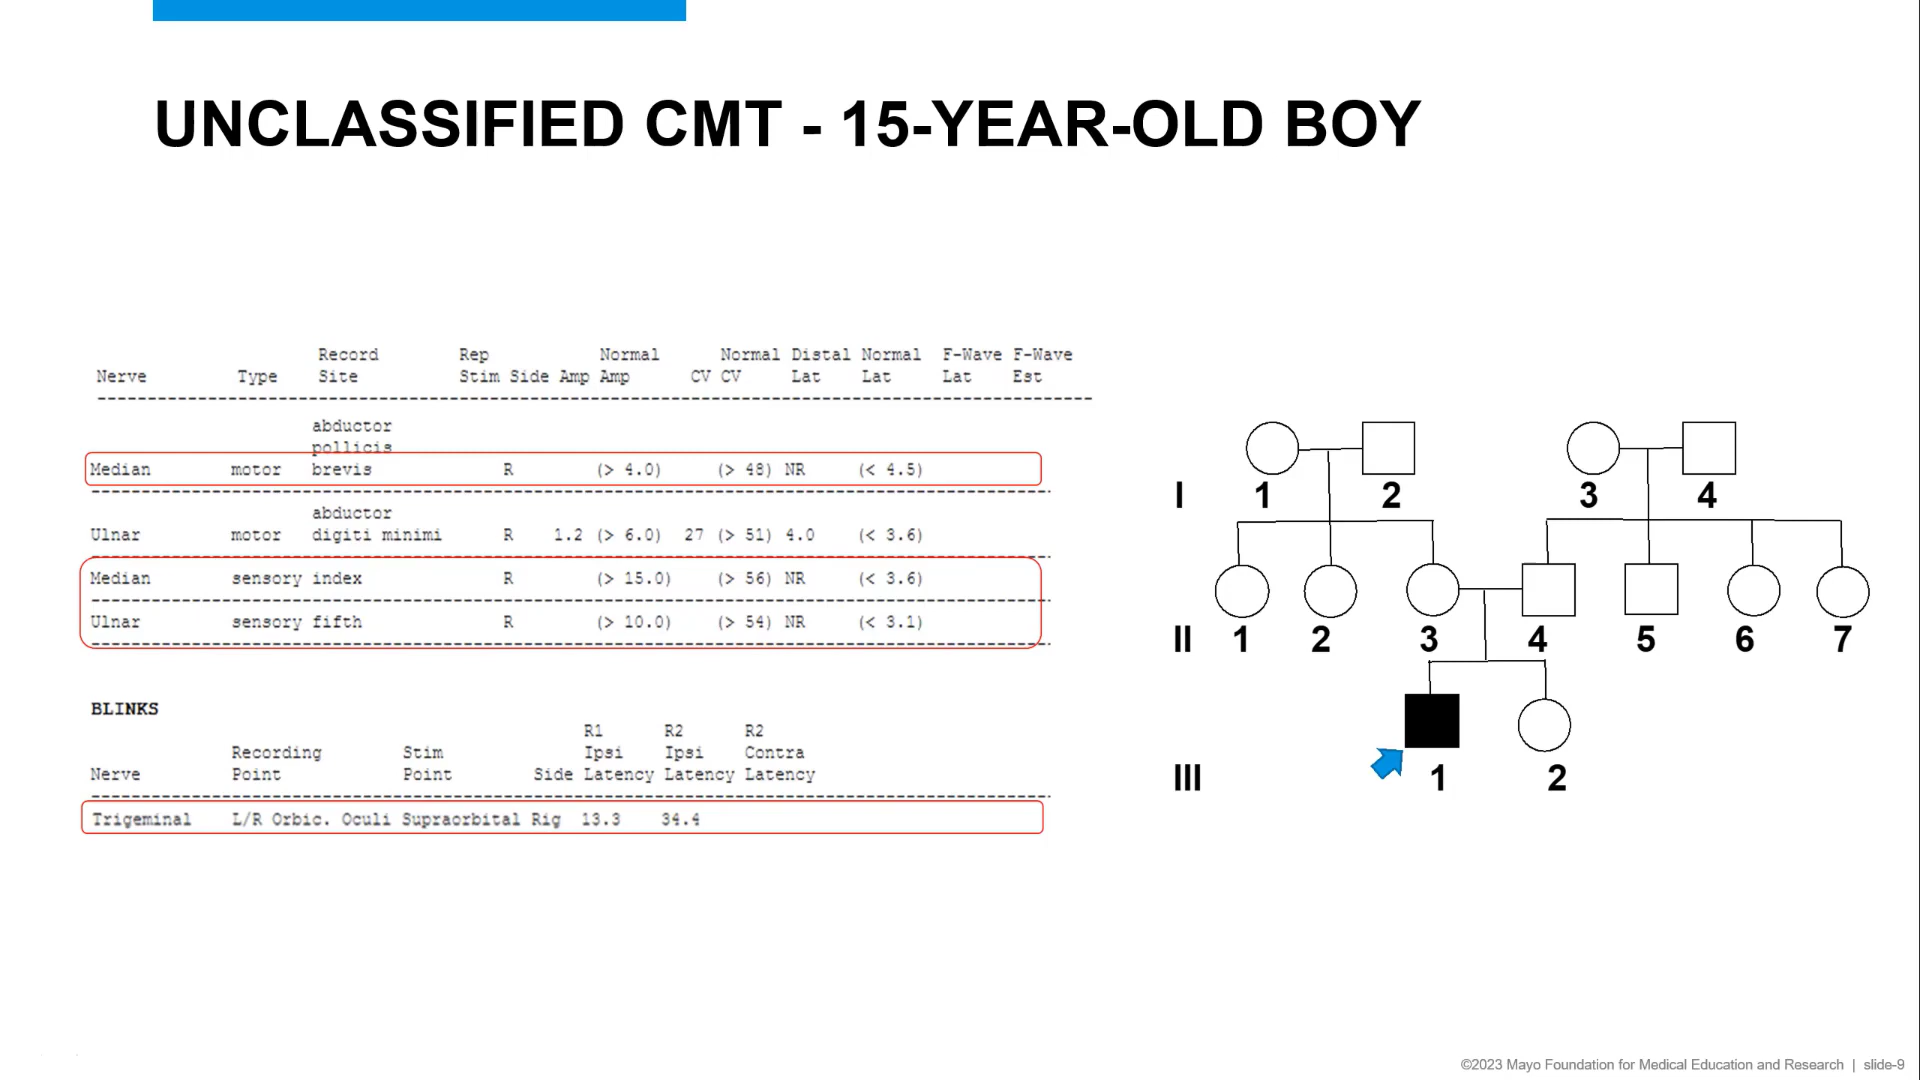 UNCLASSIFIED CMT - 15-YEAR-OLD BOY
Record Rep Normal Normal Distal Normal F-Wave F-Wave
Nerve Type Site Stim Side Amp Amp CV CV Lat Lat Lat Est
abductor
pollicis
Median motor brevis R (> 4.0) (> 48) NR (< 4.5)
abductor
Ulnar motor digiti minimi R 1.2 (> 6.0) 27 (> 51) 4.0 (< 3.6)
Median sensory index R (> 15.0) (> 56) NR (< 3.6)
Ulnar sensory fifth R (> 10.0) (> 54) NR (< 3.1)
BLINKS
R1 R2 R2
Recording Stim Ipsi Ipsi Contra
Nerve Point Point Side Latency Latency Latency
Trigeminal L/R Orbic. Oculi Supraorbital Rig 13.3 34.4
I 1 2 3 4
II 1 2 3 4 5 6 7
III 1 2
©2023 Mayo Foundation for Medical Education and Research | slide-9